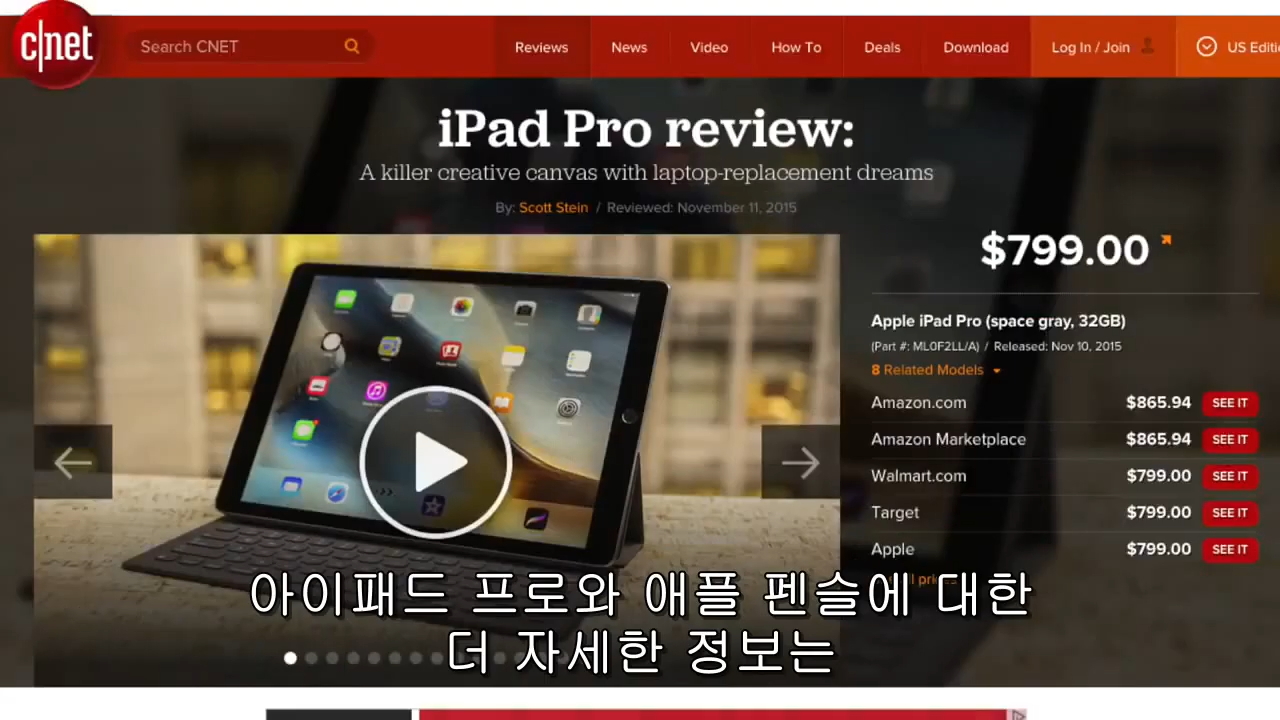 c|net
Search CNET
Reviews
News
Video
How To
Deals
Download
Log In / Join
US Editi
iPad Pro review:
A killer creative canvas with laptop-replacement dreams
By: Scott Stein / Reviewed: November 11, 2015
$799.00
Apple iPad Pro (space gray, 32GB)
(Part #: ML0F2LL/A) / Released: Nov 10, 2015
8 Related Models
Amazon.com $865.94 SEE IT
Amazon Marketplace $865.94 SEE IT
Walmart.com $799.00 SEE IT
Target $799.00 SEE IT
Apple $799.00 SEE IT
아이패드 프로와 애플 펜슬에 대한
더 자세한 정보는